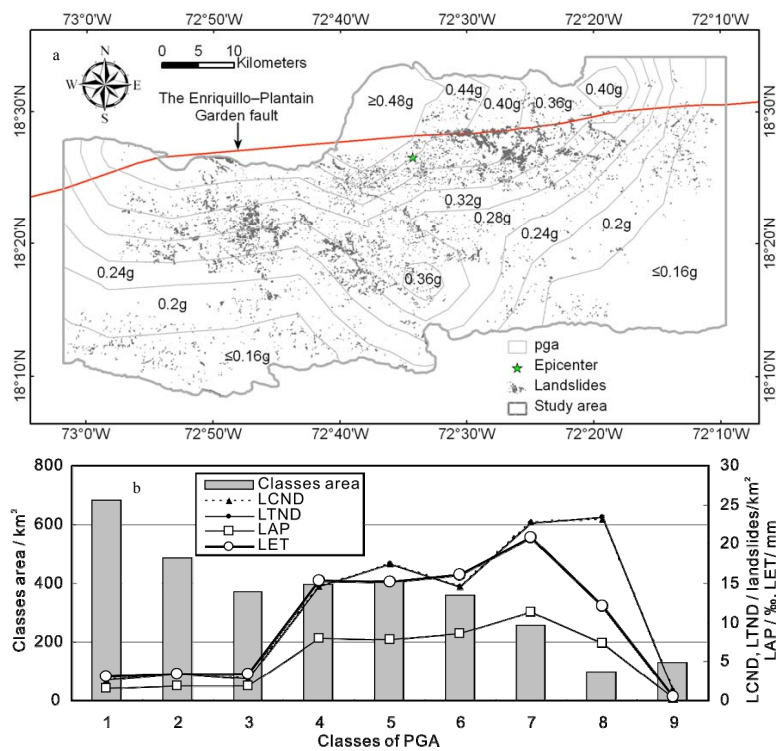 73°0'W 72°50'W 72°40'W 72°30'W 72°20'W 72°10'W
a
N
W E
S
0 5 10
Kilometers
The Enriquillo–Plantain
Garden fault
18°30'N 18°30'N
≥0.48g 0.44g 0.40g 0.36g 0.40g
0.32g
0.28g
0.24g
0.2g
≤0.16g
18°20'N 18°20'N
0.24g
0.36g
0.2g
≤0.16g
18°10'N 18°10'N
pga
Epicenter
Landslides
Study area
73°0'W 72°50'W 72°40'W 72°30'W 72°20'W 72°10'W
b
Classes area
LCND
LTND
LAP
LET
800
600
400
200
0
Classes area / km²
30
25
20
15
10
5
0
LCND, LTND / landslides/km²
LAP / ‰, LET/ mm
1 2 3 4 5 6 7 8 9
Classes of PGA